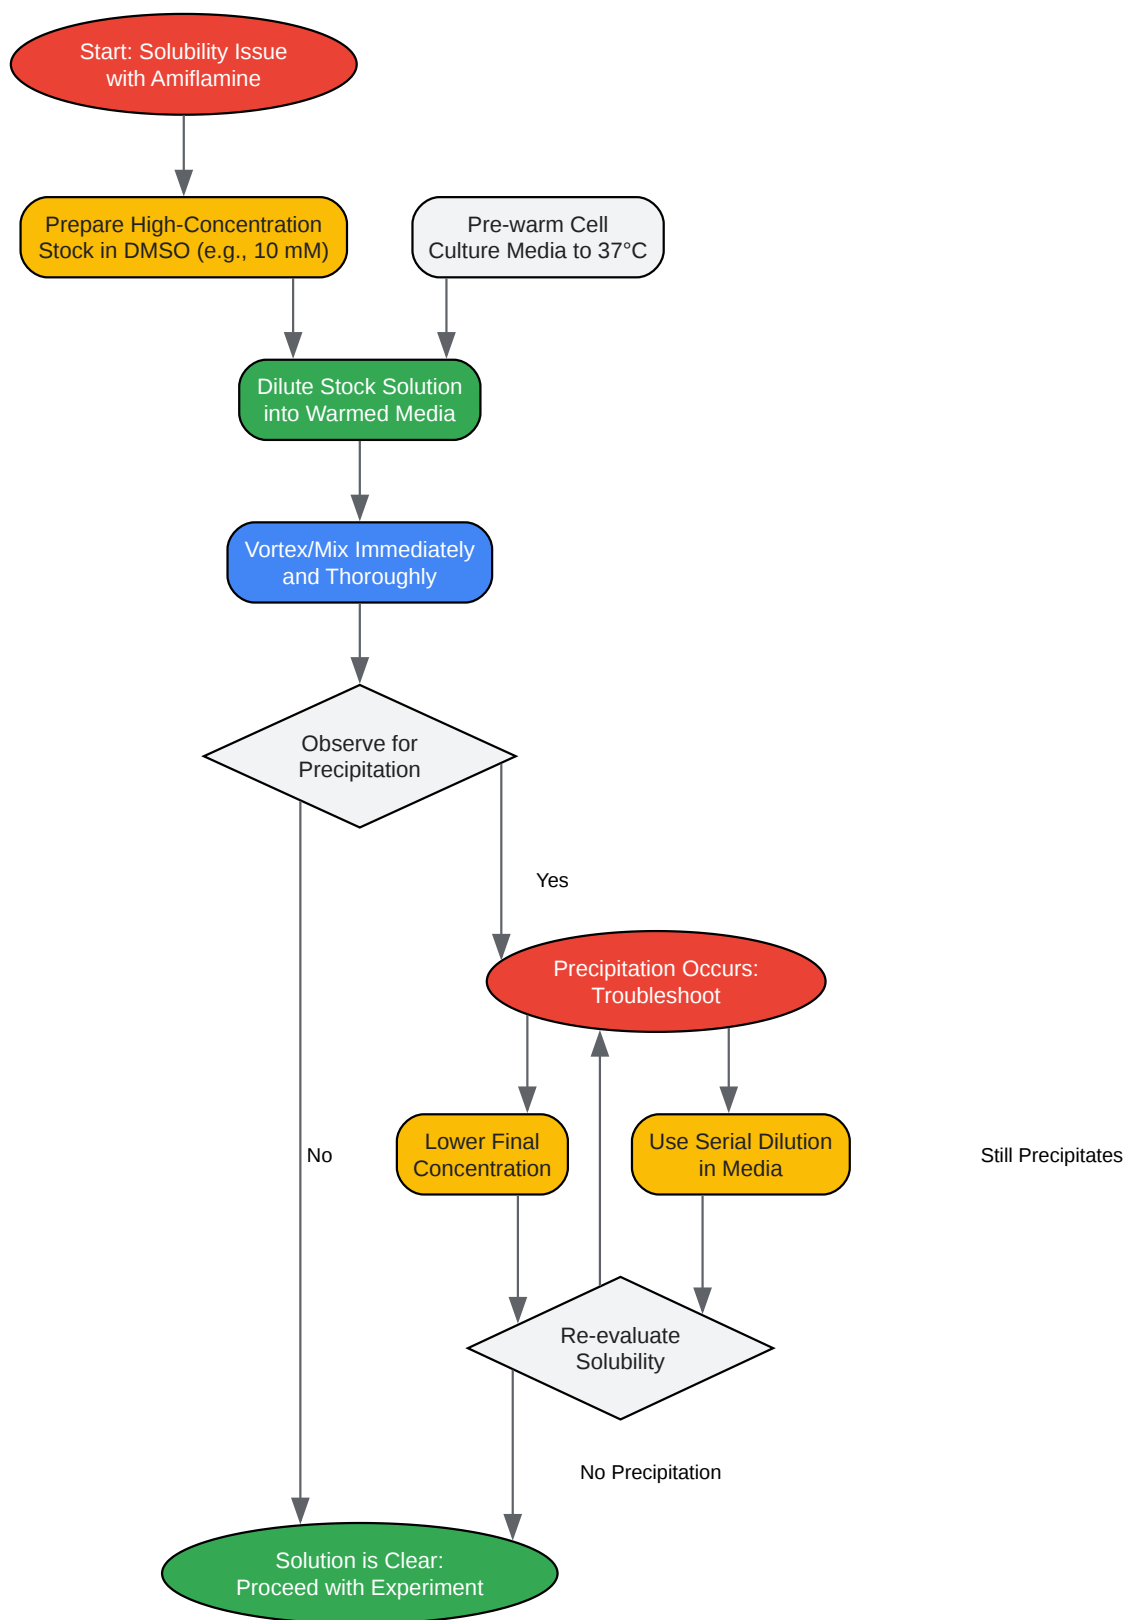 Start: Solubility Issue
with Amiflamine
Prepare High-Concentration
Stock in DMSO (e.g., 10 mM)
Pre-warm Cell
Culture Media to 37°C
Dilute Stock Solution
into Warmed Media
Vortex/Mix Immediately
and Thoroughly
Observe for
Precipitation
Yes
Precipitation Occurs:
Troubleshoot
No
Lower Final
Concentration
Use Serial Dilution
in Media
Still Precipitates
Re-evaluate
Solubility
No Precipitation
Solution is Clear:
Proceed with Experiment